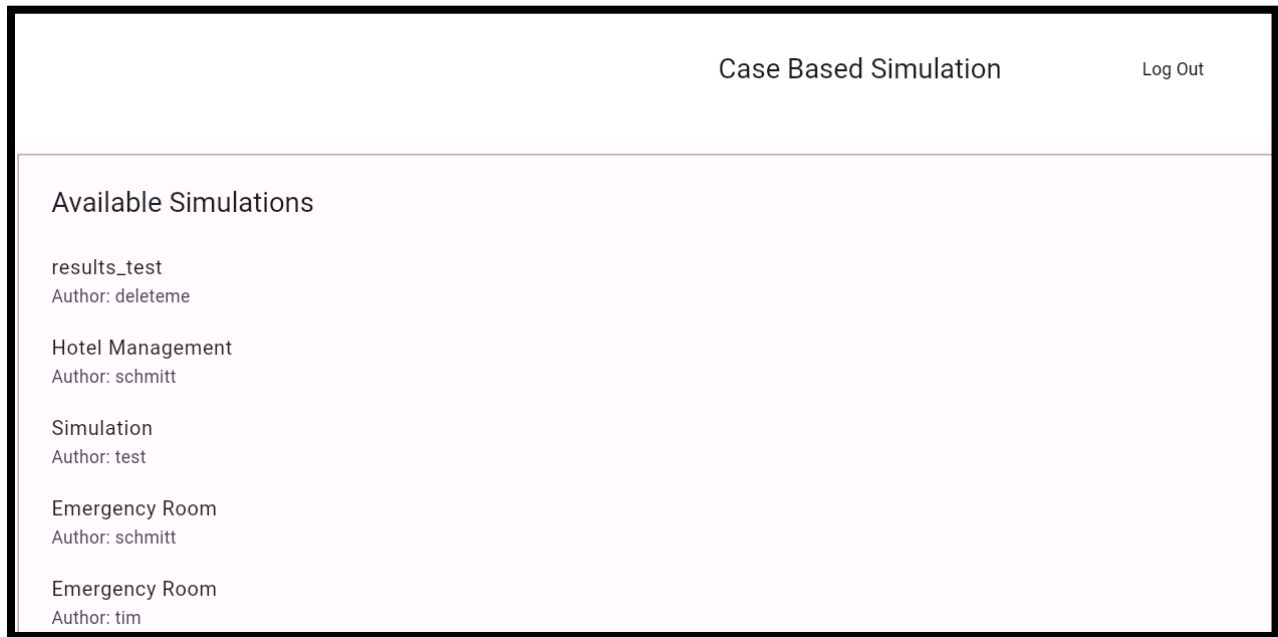 Case Based Simulation
Log Out
Available Simulations
results_test
Author: deleteme
Hotel Management
Author: schmitt
Simulation
Author: test
Emergency Room
Author: schmitt
Emergency Room
Author: tim